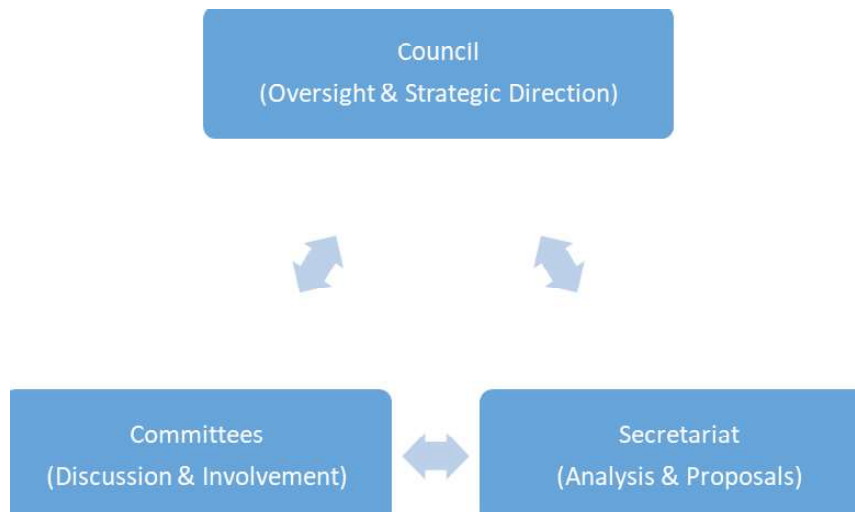 Council
(Oversight & Strategic Direction)
Committees
(Discussion & Involvement)
Secretariat
(Analysis & Proposals)